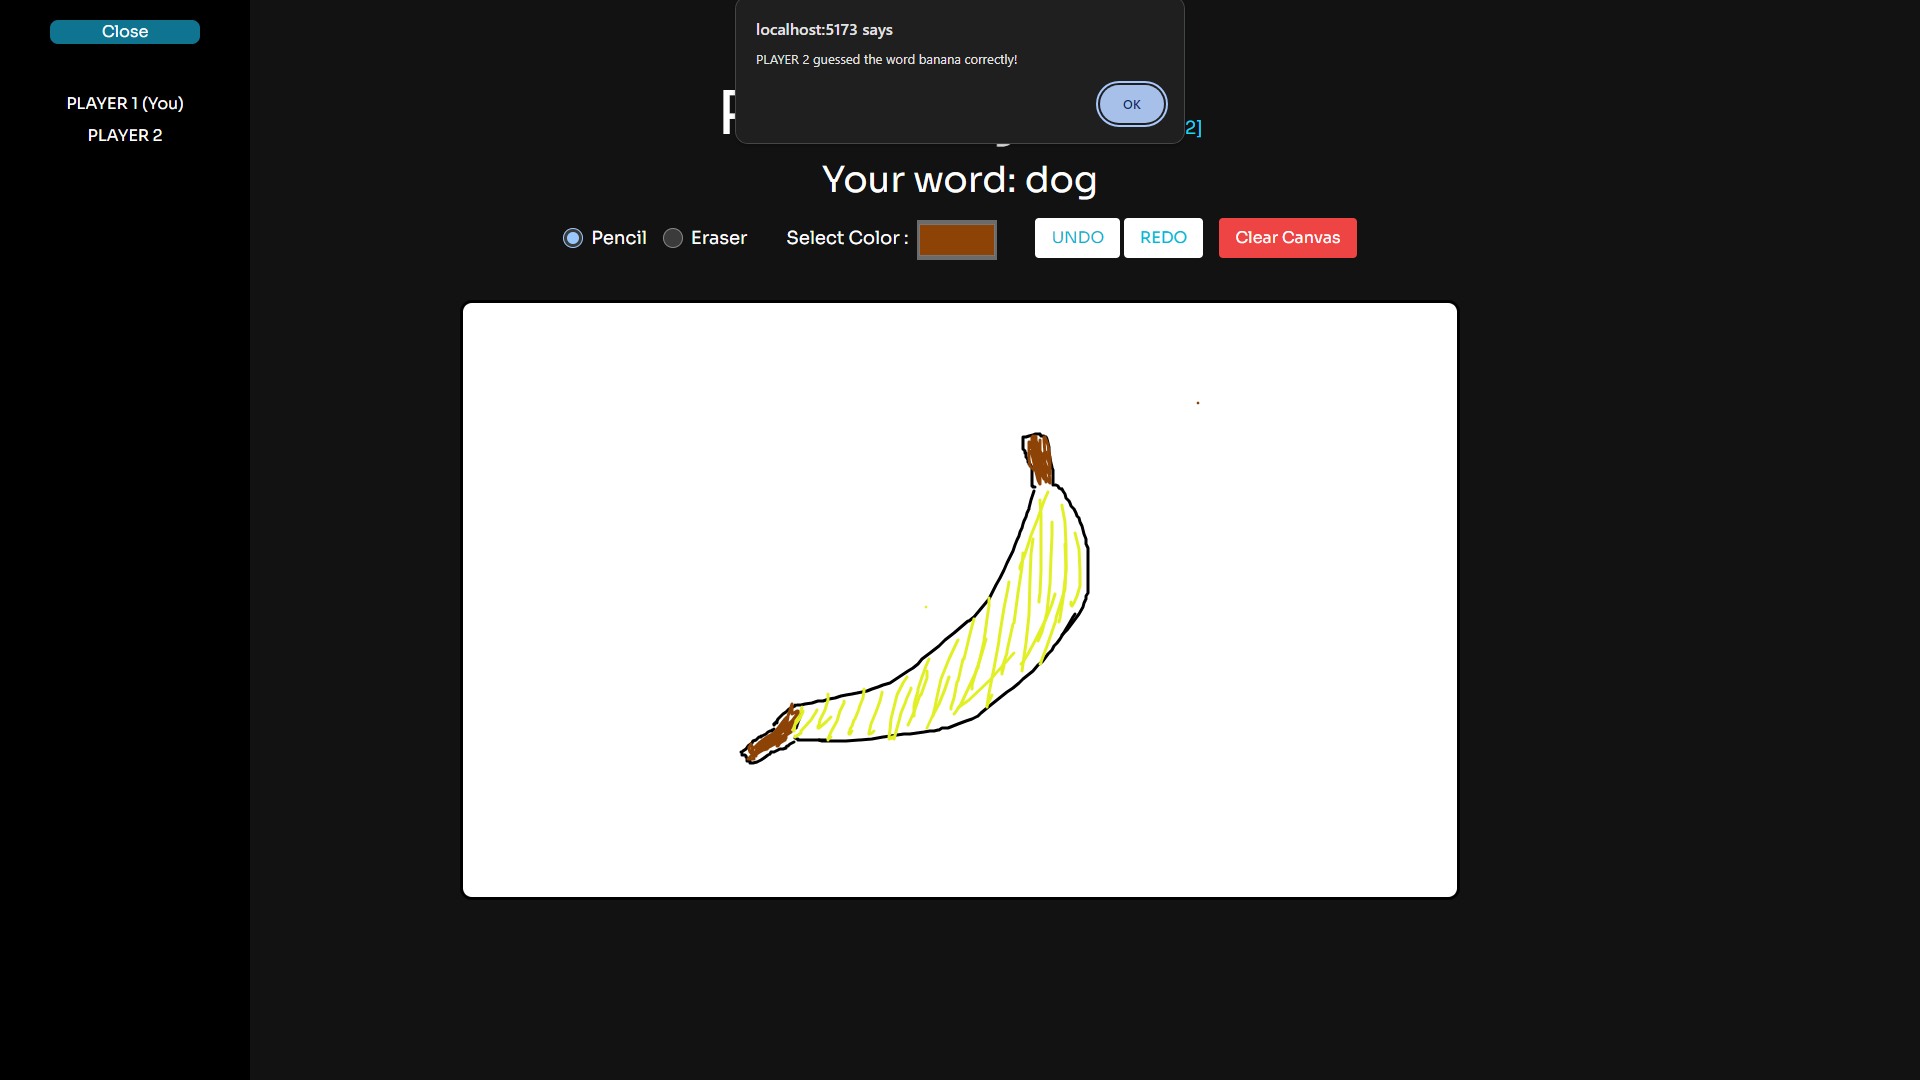 Close
PLAYER 1 (You)
PLAYER 2
localhost:5173 says
PLAYER 2 guessed the word banana correctly!
OK
2]
Your word: dog
Pencil Eraser Select Color : UNDO REDO Clear Canvas